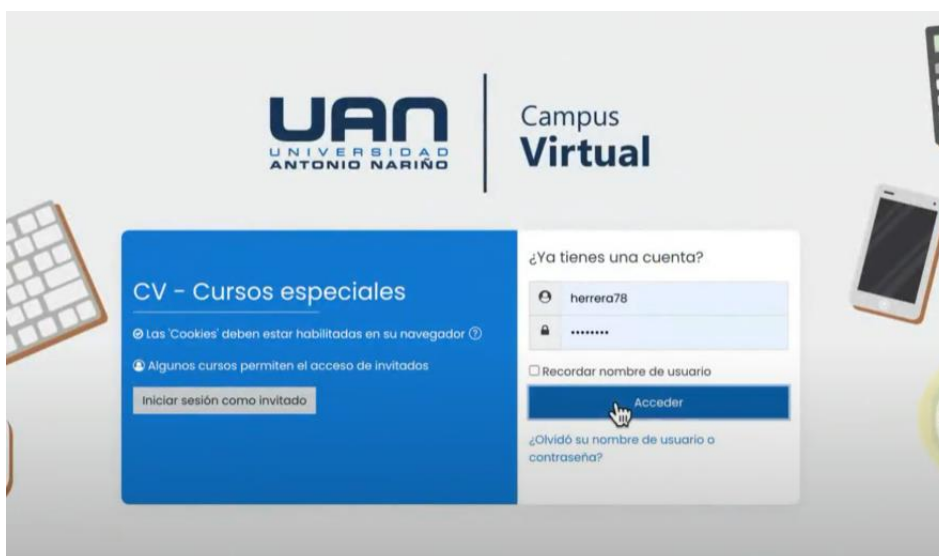 UAN
UNIVERSIDAD
ANTONIO NARIÑO
Campus
Virtual
CV - Cursos especiales
Las 'Cookies' deben estar habilitadas en su navegador
Algunos cursos permiten el acceso de invitados
Iniciar sesión como invitado
¿Ya tienes una cuenta?
herrera78
••••••••
Recordar nombre de usuario
Acceder
¿Olvidó su nombre de usuario o
contraseña?